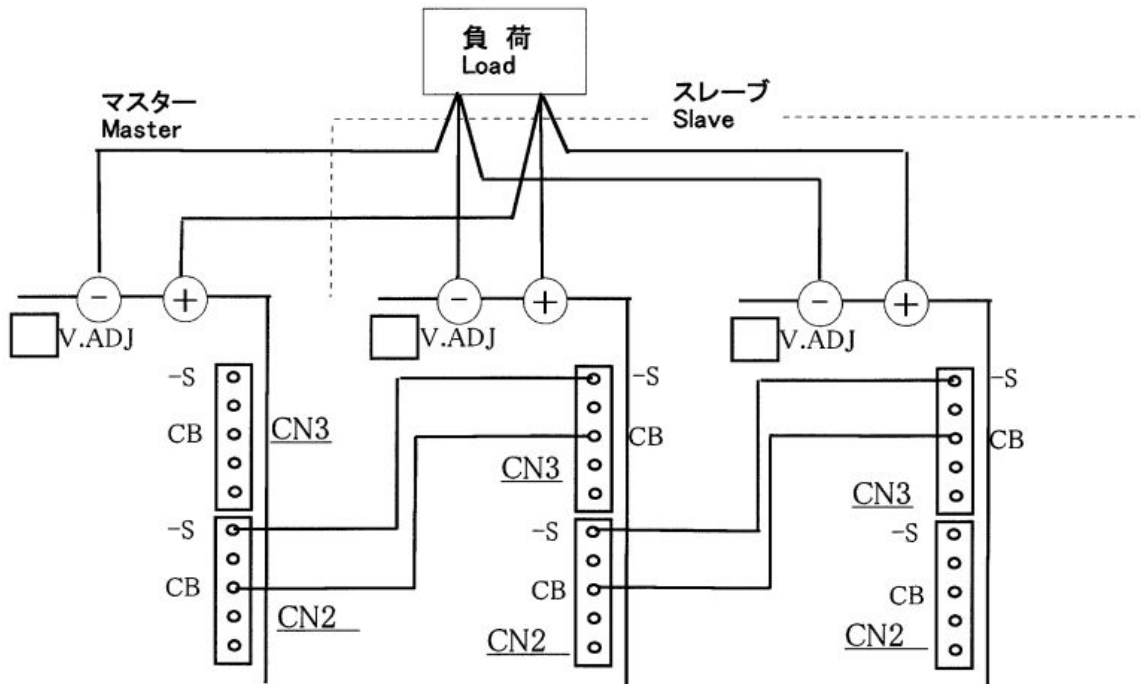 負 荷
Load
マスター
Master
スレーブ
Slave
- +
- +
- +
V.ADJ
V.ADJ
V.ADJ
-S
CB
CN3
-S
CB
CN2
-S
CB
CN3
-S
CB
CN2
-S
CB
CN3
-S
CB
CN2